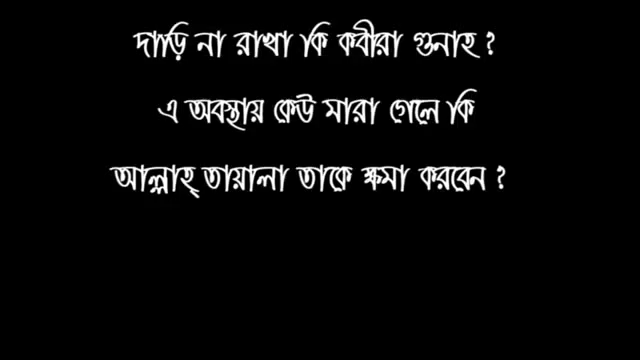 দাড়ি না রাখা কি কবীরা গুনাহ ?
এ অবস্থায় কেউ মারা গেলে কি
আল্লাহ্ তায়ালা তাকে ক্ষমা করবেন ?